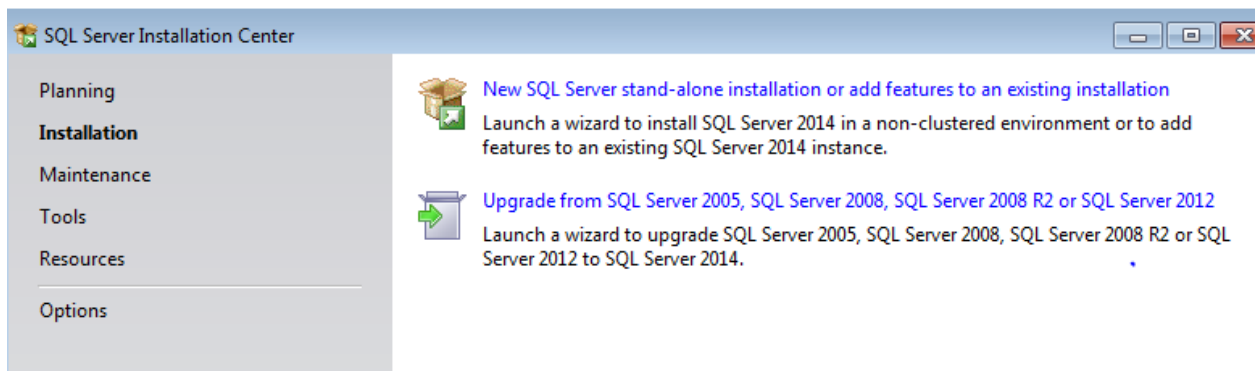 SQL Server Installation Center
Planning
Installation
Maintenance
Tools
Resources
Options
New SQL Server stand-alone installation or add features to an existing installation
Launch a wizard to install SQL Server 2014 in a non-clustered environment or to add
features to an existing SQL Server 2014 instance.
Upgrade from SQL Server 2005, SQL Server 2008, SQL Server 2008 R2 or SQL Server 2012
Launch a wizard to upgrade SQL Server 2005, SQL Server 2008, SQL Server 2008 R2 or SQL
Server 2012 to SQL Server 2014.